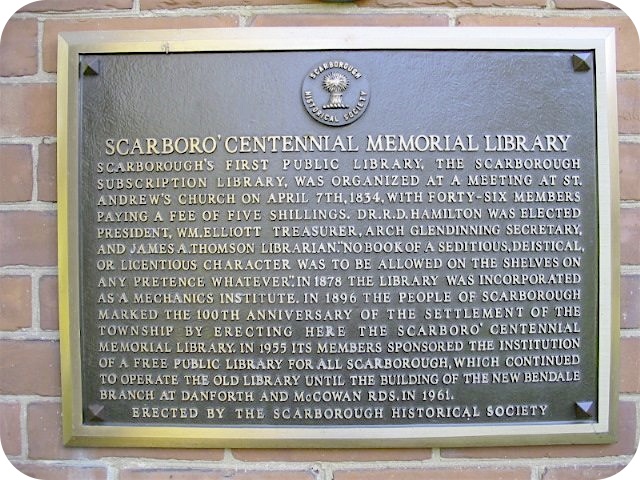 SCARBOROUGH
HISTORICAL
SOCIETY
SCARBORO' CENTENNIAL MEMORIAL LIBRARY
SCARBOROUGH'S FIRST PUBLIC LIBRARY, THE SCARBOROUGH
SUBSCRIPTION LIBRARY, WAS ORGANIZED AT A MEETING AT ST.
ANDREW'S CHURCH ON APRIL 7TH, 1834, WITH FORTY-SIX MEMBERS
PAYING A FEE OF FIVE SHILLINGS. DR. R.D. HAMILTON WAS ELECTED
PRESIDENT, WM. ELLIOTT TREASURER, ARCH GLENDINNING SECRETARY,
AND JAMES A. THOMSON LIBRARIAN. "NO BOOK OF A SEDITIOUS, DEISTICAL,
OR LICENTIOUS CHARACTER WAS TO BE ALLOWED ON THE SHELVES ON
ANY PRETENCE WHATEVER". IN 1878 THE LIBRARY WAS INCORPORATED
AS A MECHANICS INSTITUTE. IN 1896 THE PEOPLE OF SCARBOROUGH
MARKED THE 100TH ANNIVERSARY OF THE SETTLEMENT OF THE
TOWNSHIP BY ERECTING HERE THE SCARBORO' CENTENNIAL
MEMORIAL LIBRARY. IN 1955 ITS MEMBERS SPONSORED THE INSTITUTION
OF A FREE PUBLIC LIBRARY FOR ALL SCARBOROUGH, WHICH CONTINUED
TO OPERATE THE OLD LIBRARY UNTIL THE BUILDING OF THE NEW BENDALE
BRANCH AT DANFORTH AND McCOWAN RDS. IN 1961.
ERECTED BY THE SCARBOROUGH HISTORICAL SOCIETY